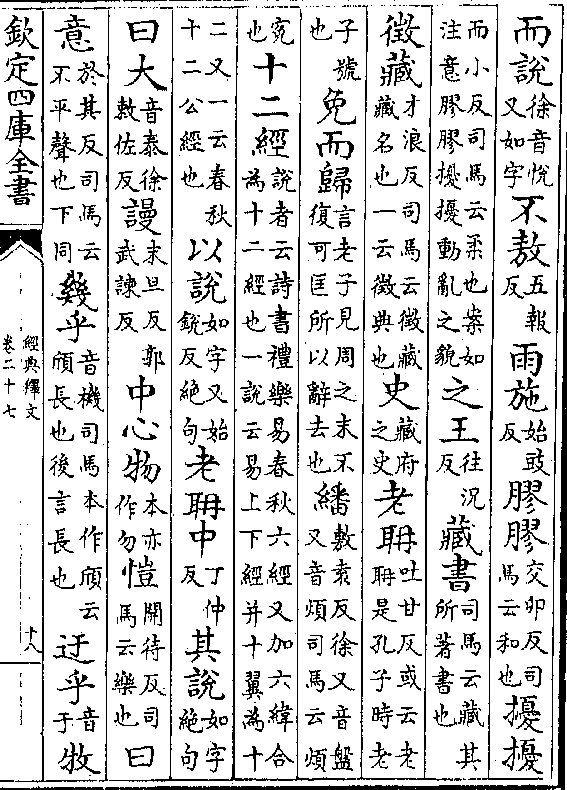 而說徐音悅又如字不敖五報反雨施始豉反膠膠交卯反司馬云和也擾擾
而小反司馬云柔也案如注意膠膠擾擾動亂之貌之王往況反藏書司馬云藏其所著書也
徵藏才浪反司馬云徵藏藏名也一云徵典也史藏府之史老耼吐甘反或云老耼是孔子時老
子號也免而歸言老子見周之末不復可匡所以辭去也繙敷袁反徐又音盤又音煩司馬云煩
寃也十二經說者云詩書禮樂易春秋六經又加六緯合為十二經也一說云易上下經并十翼為十
二又一云春秋十二公經也以說如字又始銳反絕句老耼中丁仲反其說如字絕句
曰大音泰徐敕佐反謾末旦反郭武諫反中心物本亦作勿愷開待反司馬云樂也曰
意於其反司馬云不平聲也下同幾乎音機司馬本作頎云頎長也後言長也迂乎音于牧
欽定四庫全書
經典釋文
卷二十七
十八